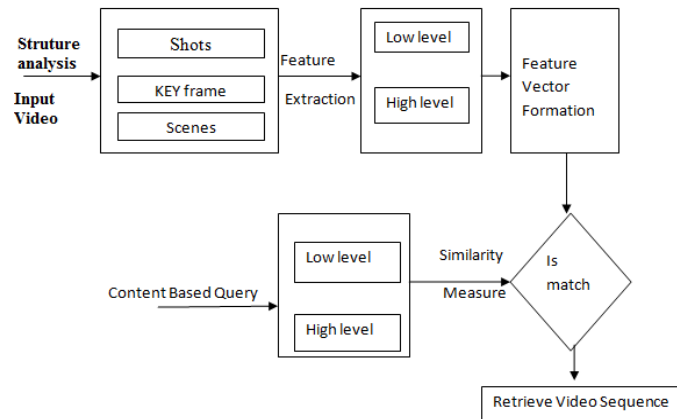 Struture
analysis
Input
Video
Shots
KEY frame
Scenes
Feature
Extraction
Low level
High level
Feature
Vector
Formation
Content Based Query
Low level
High level
Similarity
Measure
Is
match
Retrieve Video Sequence